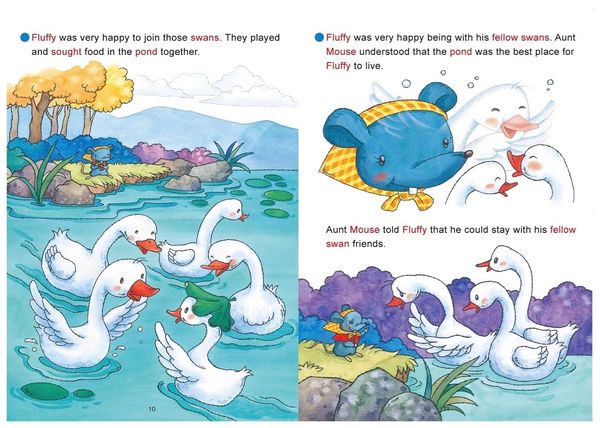 Fluffy was very happy to join those swans. They played
and sought food in the pond together.
10
Fluffy was very happy being with his fellow swans. Aunt
Mouse understood that the pond was the best place for
Fluffy to live.
Aunt Mouse told Fluffy that he could stay with his fellow
swan friends.